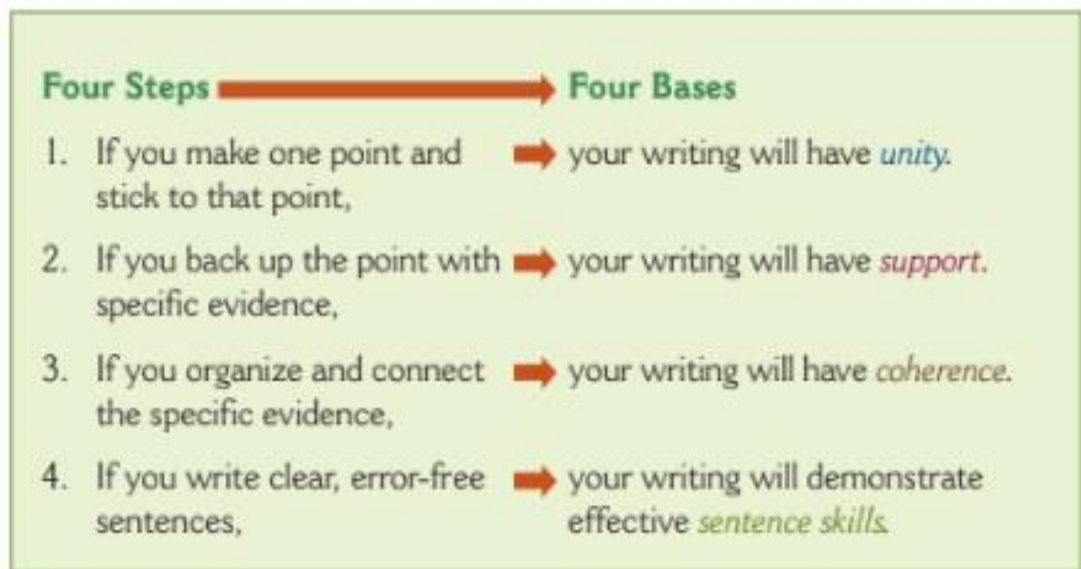 Four Steps Four Bases
1. If you make one point and your writing will have unity.
stick to that point,
2. If you back up the point with your writing will have support.
specific evidence,
3. If you organize and connect your writing will have coherence.
the specific evidence,
4. If you write clear, error-free your writing will demonstrate
sentences, effective sentence skills.